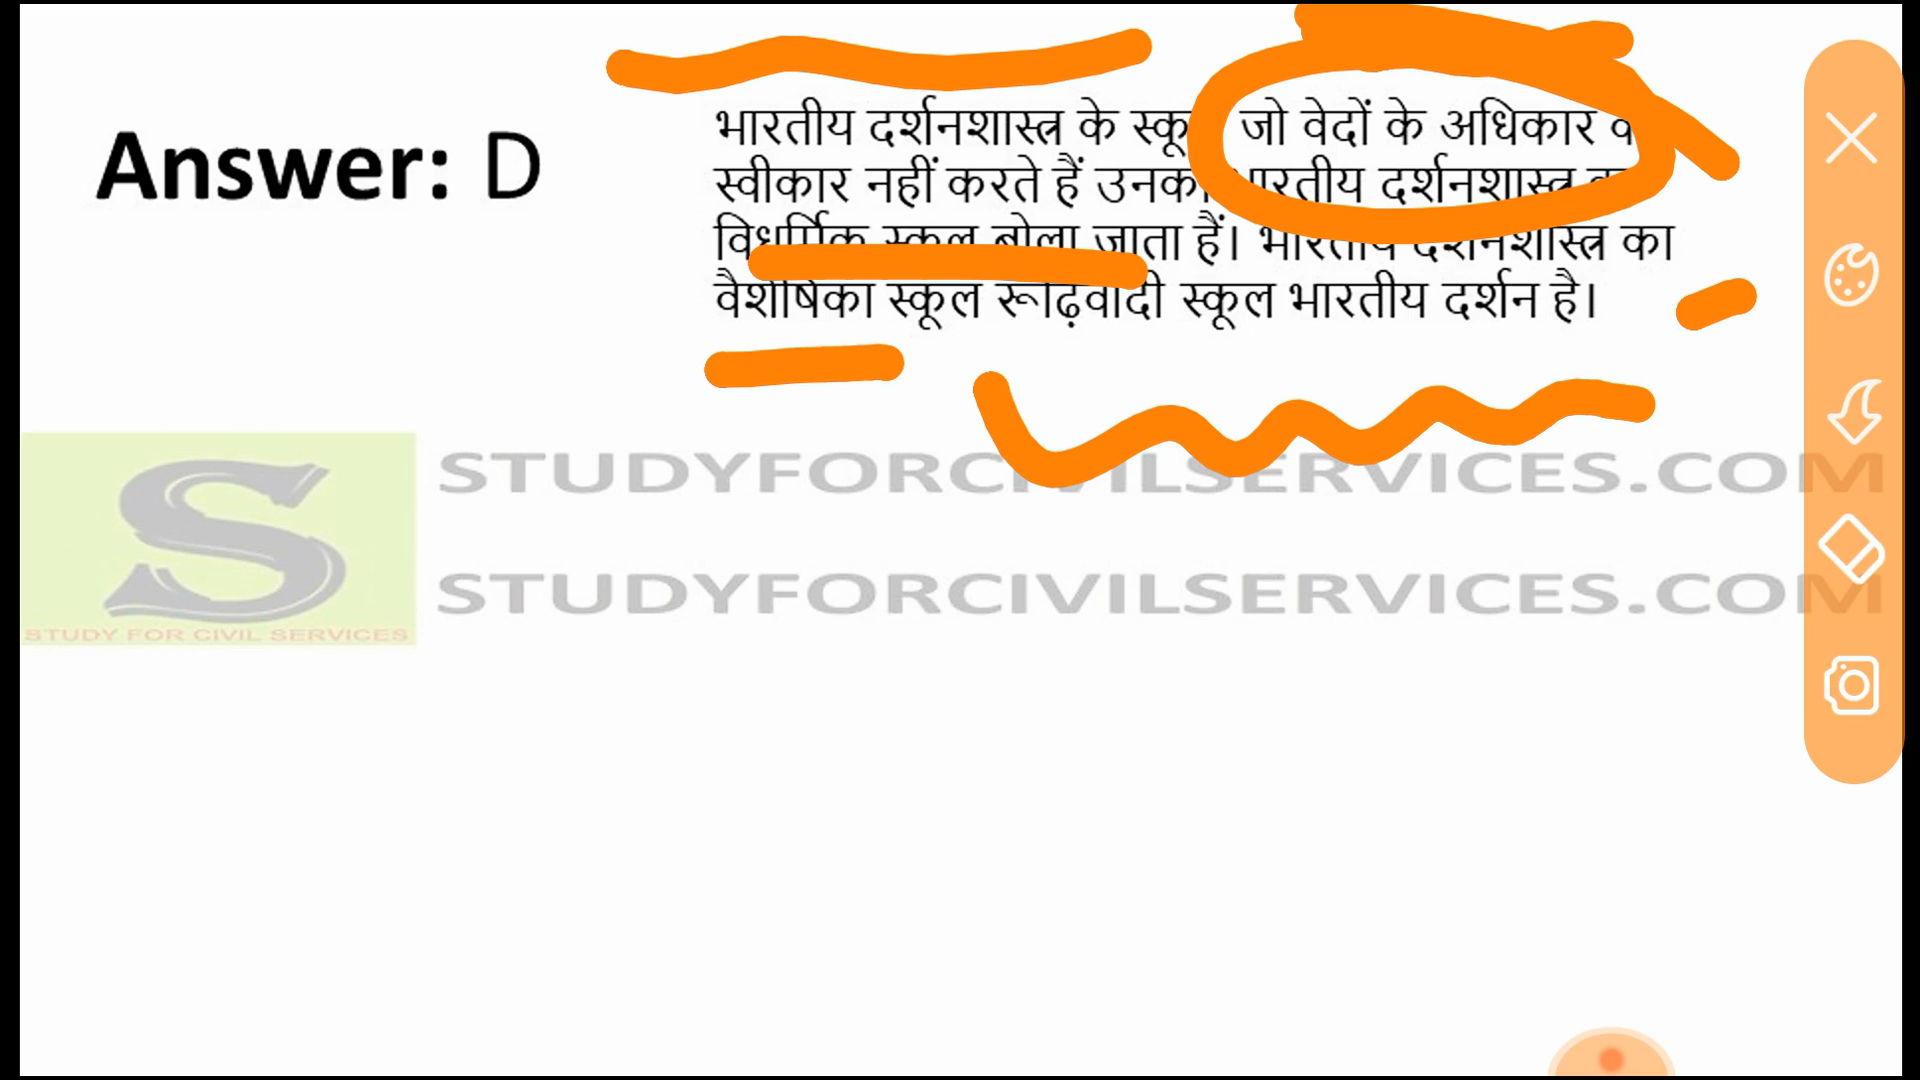 Answer: D
भारतीय दर्शनशास्त्र के जो वेदों के अधिकार
स्वीकार नहीं करते हैं दर्शनशास्त्र
स्कूल बोला जाता हैं। भारतीय दर्शनशास्त्र का
स्कूल रूढ़िवादी स्कूल भारतीय दर्शन है।
STUDYFORCIVILSERVICES.COM
STUDYFORCIVILSERVICES.COM
S
STUDY FOR CIVIL SERVICES